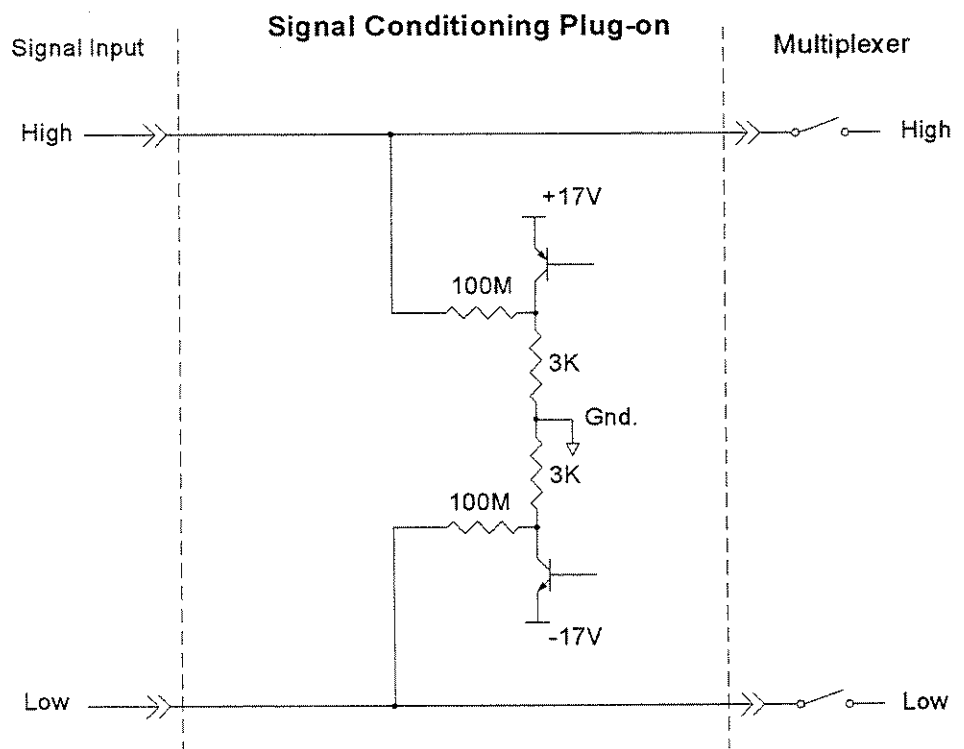 Signal Conditioning Plug-on
Signal Input
Multiplexer
High
High
+17V
100M
3K
Gnd.
3K
100M
-17V
Low
Low